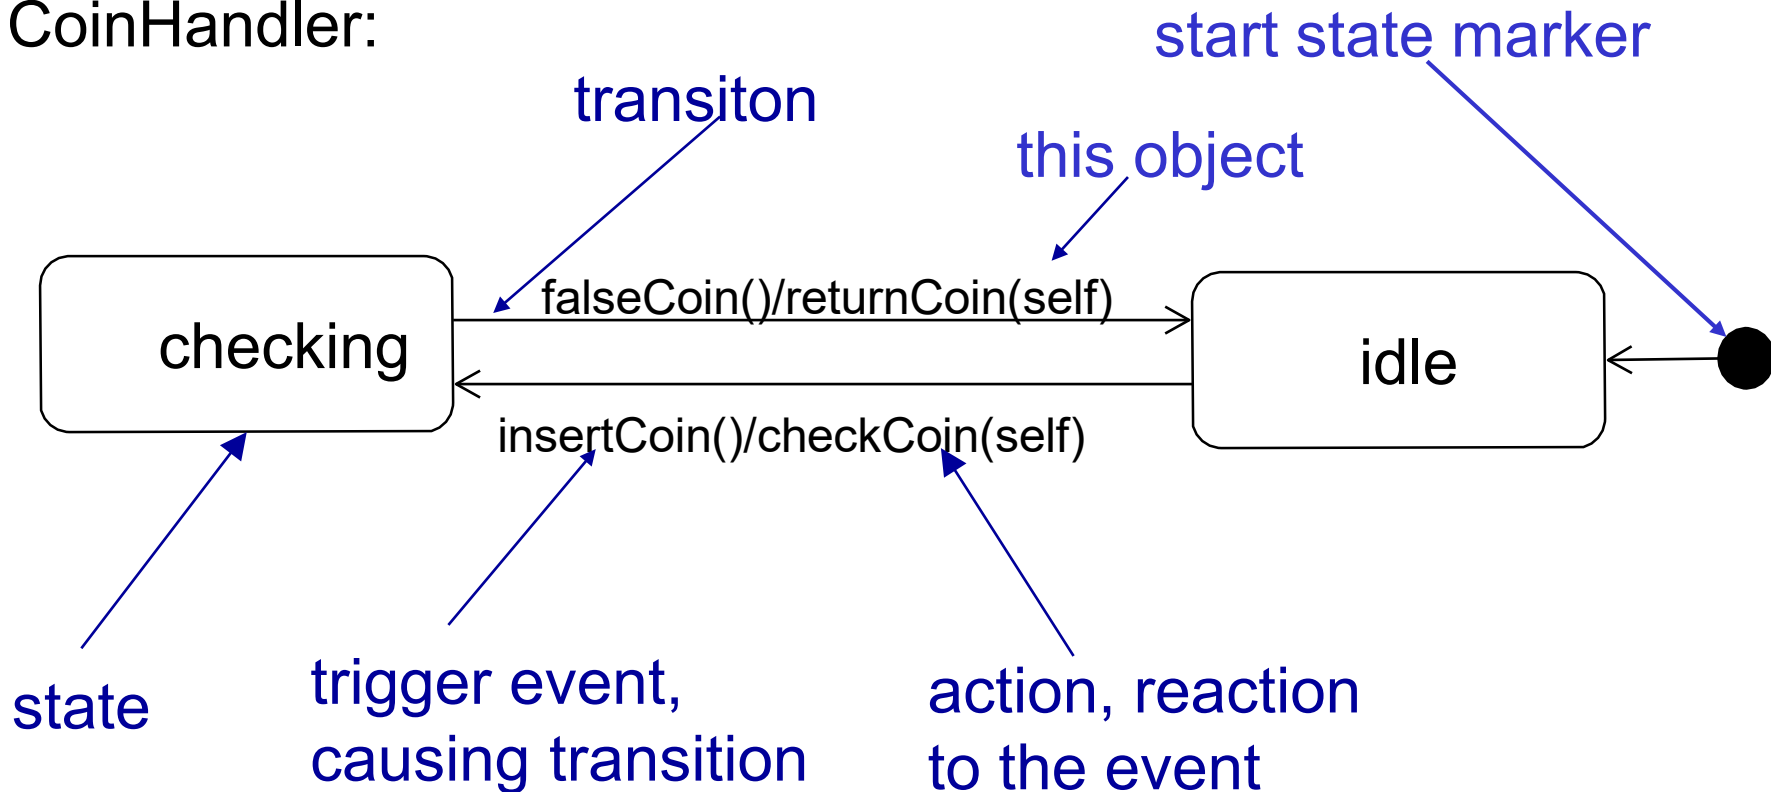 CoinHandler:
start state marker
transiton
this object
falseCoin()/returnCoin(self)
checking
idle
insertCoin()/checkCoin(self)
state
trigger event,
causing transition
action, reaction
to the event